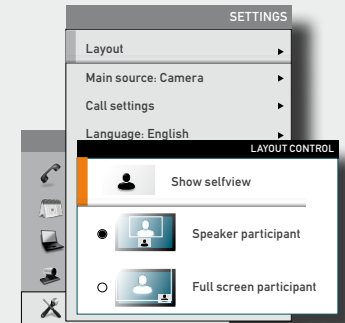 SETTINGS
Layout
Main source: Camera
Call settings
Language: English
LAYOUT CONTROL
Show selfview
Speaker participant
Full screen participant